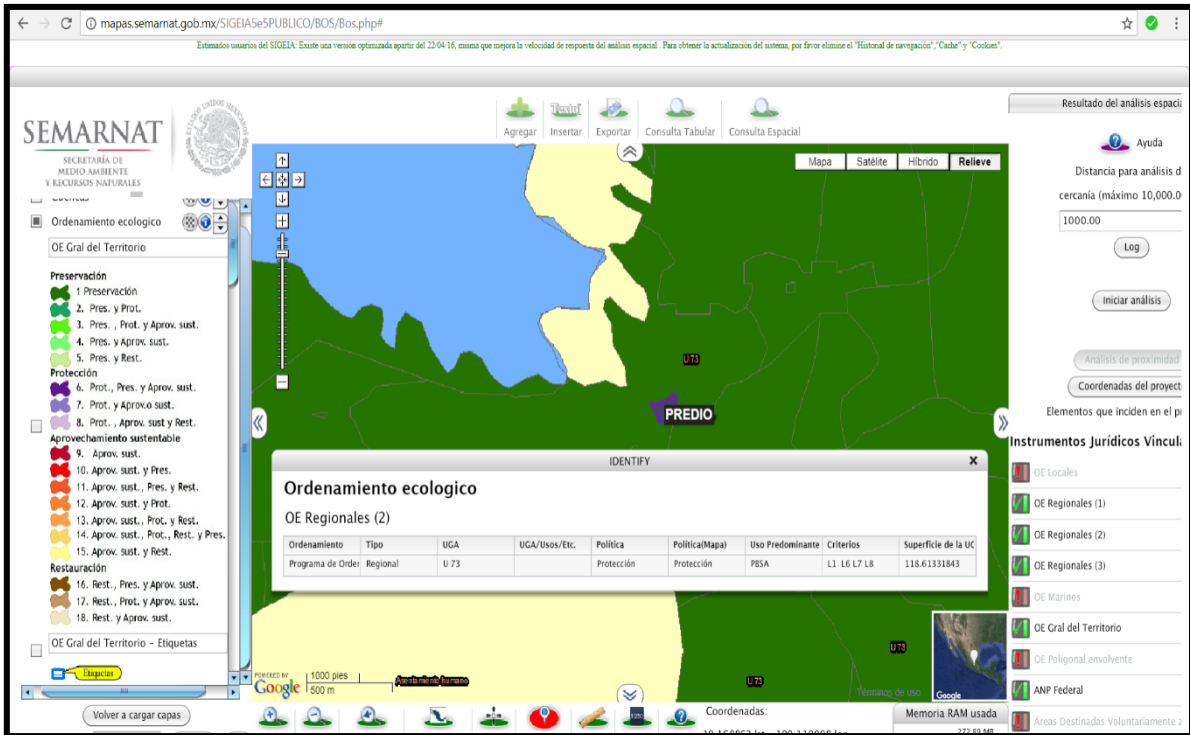 mapas.semarnat.gob.mx/SIGEIA5e5PUBLICO/BOS/Bos.php#
Estimados usuarios del SIGEIA: Existe una versión optimizada apartir del 22/04/16, misma que mejora la velocidad de respuesta del análisis espacial . Para obtener la actualización del sistema, por favor elimine el "Historial de navegación","Cache" y "Cookies".
SEMARNAT
SECRETARÍA DE
MEDIO AMBIENTE
Y RECURSOS NATURALES
ESTADOS UNIDOS MEXICANOS
Agregar
Insertar
Exportar
Consulta Tabular
Consulta Espacial
Mapa
Satélite
Híbrido
Relieve
Cuencas
Ordenamiento ecologico
OE Gral del Territorio
Preservación
1 Preservación
2. Pres. y Prot.
3. Pres. , Prot. y Aprov. sust.
4. Pres. y Aprov. sust.
5. Pres. y Rest.
Protección
6. Prot., Pres. y Aprov. sust.
7. Prot. y Aprov.o sust.
8. Prot. , Aprov. sust y Rest.
Aprovechamiento sustentable
9. Aprov. sust.
10. Aprov. sust. y Pres.
11. Aprov. sust., Pres. y Rest.
12. Aprov. sust. y Prot.
13. Aprov. sust., Prot. y Rest.
14. Aprov. sust., Prot., Rest. y Pres.
15. Aprov. sust. y Rest.
Restauración
16. Rest., Pres. y Aprov. sust.
17. Rest., Prot. y Aprov. sust.
18. Rest. y Aprov. sust.
OE Gral del Territorio - Etiquetas
Etiquetas
Volver a cargar capas
U 73
PREDIO
IDENTIFY
Ordenamiento ecologico
OE Regionales (2)
Ordenamiento Tipo UGA UGA/Usos/Etc. Política Política(Mapa) Uso Predominante Criterios Superficie de la UG
Programa de Order Regional U 73 Protección Protección PBSA L1 L6 L7 L8 118.61331843
U 73
U 73
Asentamiento humano
POWERED BY
Google
1000 pies
500 m
Términos de uso
Google
Coordenadas:
Memoria RAM usada
272.89 MB
Resultado del análisis espacia
Ayuda
Distancia para análisis d
cercanía (máximo 10,000.0
1000.00
Log
Iniciar análisis
Análisis de proximidad
Coordenadas del proyect
Elementos que inciden en el pr
Instrumentos Jurídicos Vincula
OE Locales
OE Regionales (1)
OE Regionales (2)
OE Regionales (3)
OE Marinos
OE Gral del Territorio
OE Poligonal envolvente
ANP Federal
Áreas Destinadas Voluntariamente a